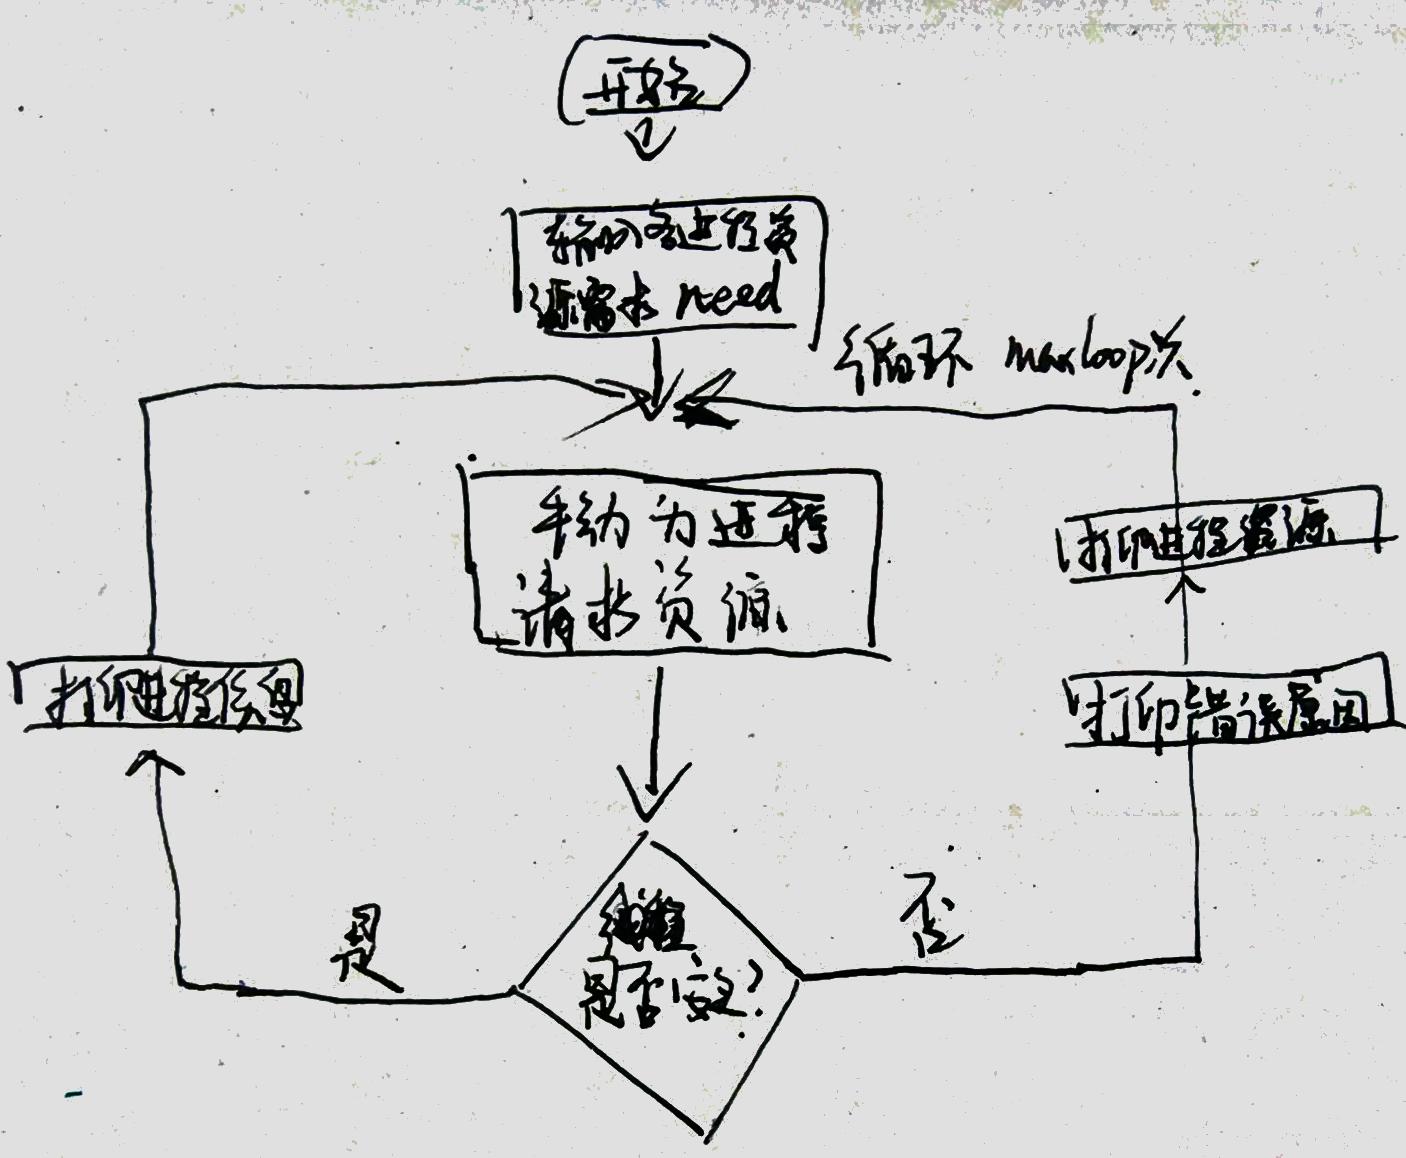 开始
输入各进程资
源需求 need
循环 maxloop次
手动为进程
请求资源
打印进程资源
打印进程信息
打印错误原因
是
否
是否安全?